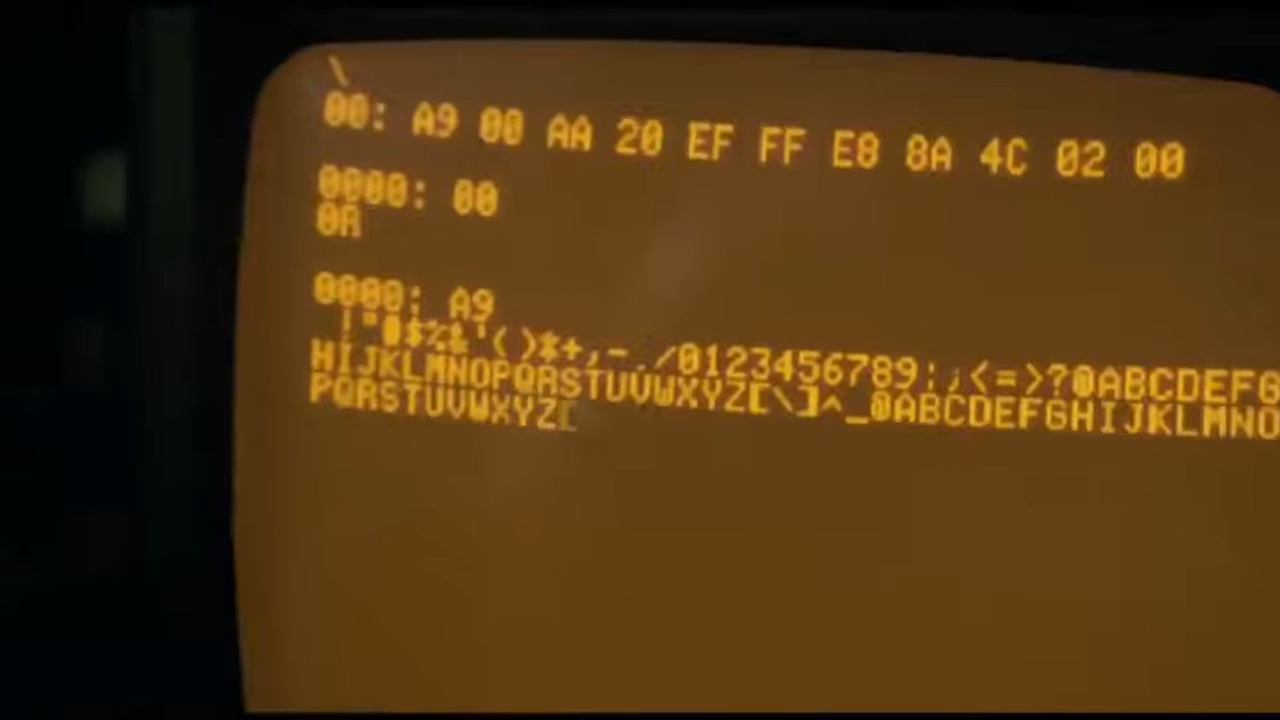 \
00: A9 00 AA 20 EF FF E8 8A 4C 02 00
0000: 00
0R
0000: A9
!"#$%&'()*+,-./0123456789:;<=>?@ABCDEFG
HIJKLMNOPQRSTUVWXYZ[\]^_@ABCDEFGHIJKLMNO
PQRSTUVWXYZ[